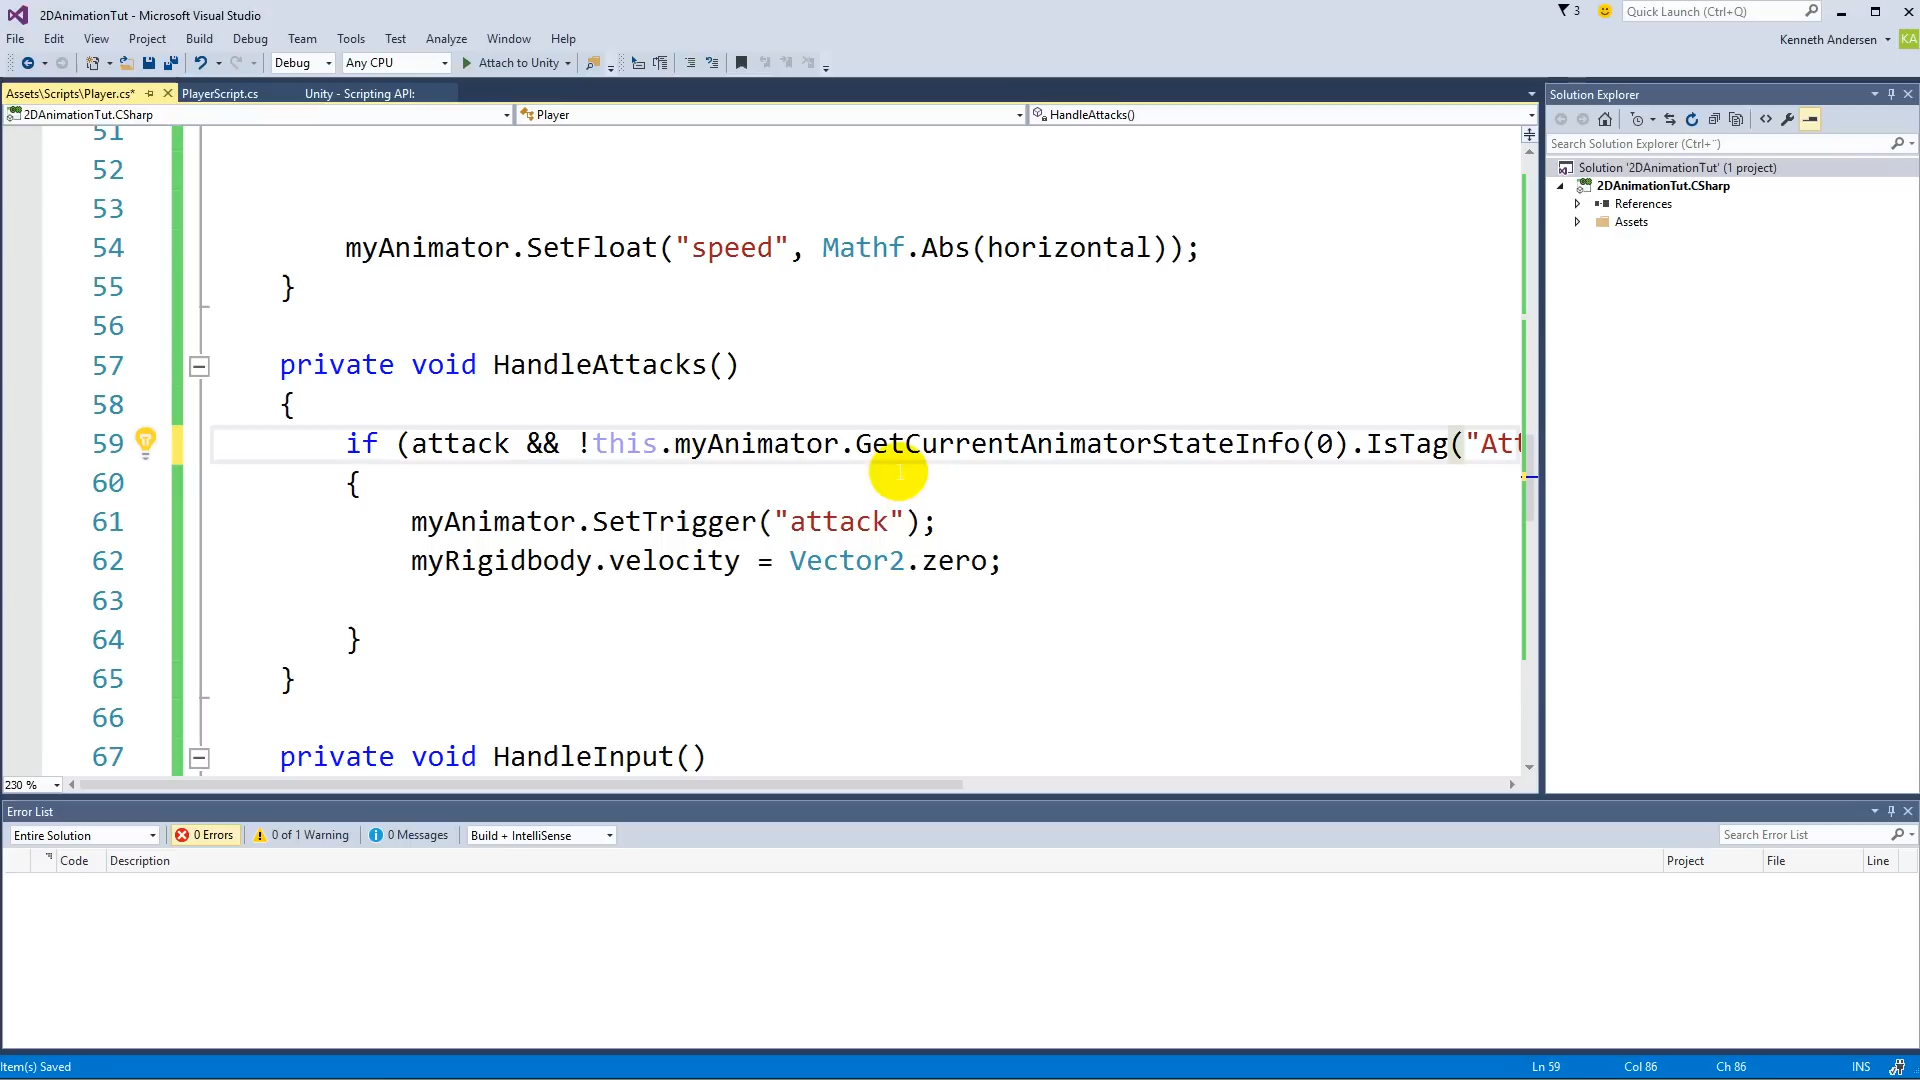 2DAnimationTut - Microsoft Visual Studio
3
Quick Launch (Ctrl+Q)
File Edit View Project Build Debug Team Tools Test Analyze Window Help
Kenneth Andersen KA
Debug Any CPU Attach to Unity
Assets\Scripts\Player.cs* PlayerScript.cs Unity - Scripting API:
2DAnimationTut.CSharp Player HandleAttacks()
51
52
53
54 myAnimator.SetFloat("speed", Mathf.Abs(horizontal));
55 }
56
57 private void HandleAttacks()
58 {
59 if (attack && !this.myAnimator.GetCurrentAnimatorStateInfo(0).IsTag("Att
60 {
61 myAnimator.SetTrigger("attack");
62 myRigidbody.velocity = Vector2.zero;
63
64 }
65 }
66
67 private void HandleInput()
230 %
Solution Explorer
Search Solution Explorer (Ctrl+¨)
Solution '2DAnimationTut' (1 project)
2DAnimationTut.CSharp
References
Assets
Error List
Entire Solution 0 Errors 0 of 1 Warning 0 Messages Build + IntelliSense Search Error List
Code Description Project File Line
Item(s) Saved Ln 59 Col 86 Ch 86 INS